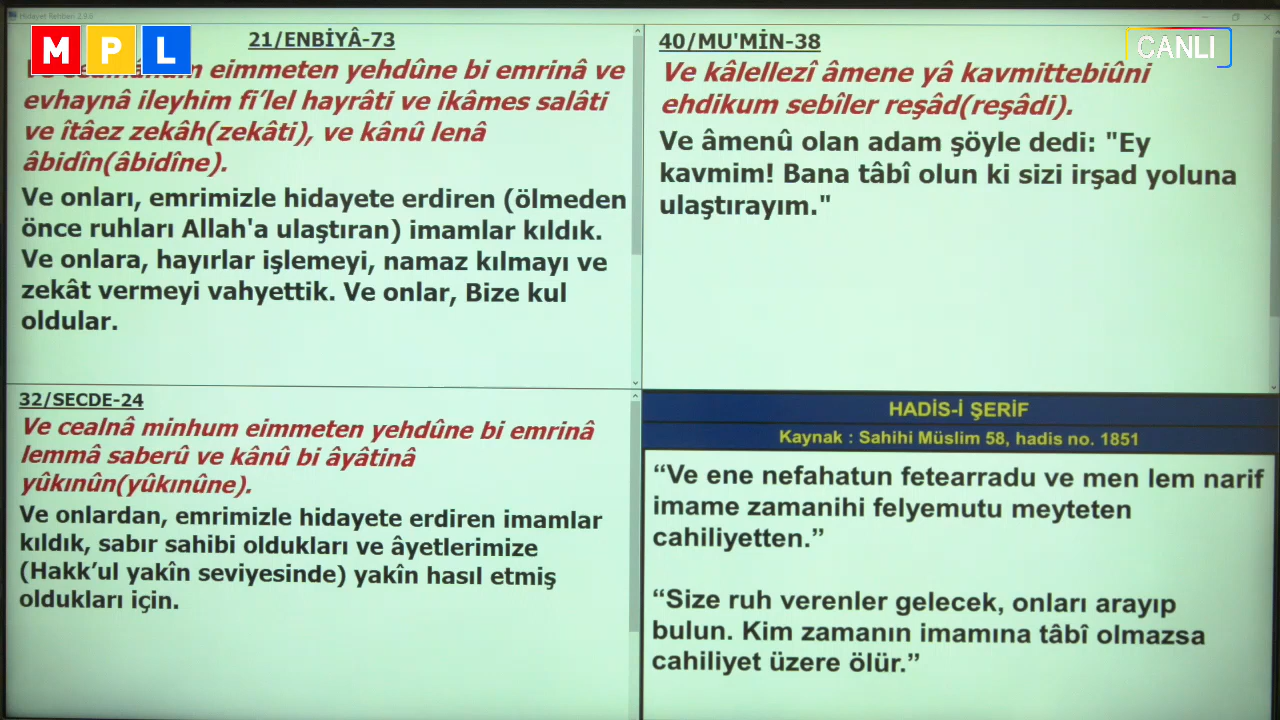 Hidayet Rehberi 2.9.0
MPL
CANLI
21/ENBİYÂ-73
eimmeten yehdûne bi emrinâ ve
evhaynâ ileyhim fi’lel hayrâti ve ikâmes salâti
ve îtâez zekâh(zekâti), ve kânû lenâ
âbidîn(âbidîne).
Ve onları, emrimizle hidayete erdiren (ölmeden
önce ruhları Allah'a ulaştıran) imamlar kıldık.
Ve onlara, hayırlar işlemeyi, namaz kılmayı ve
zekât vermeyi vahyettik. Ve onlar, Bize kul
oldular.
40/MU'MİN-38
Ve kâlellezî âmene yâ kavmittebiûni
ehdikum sebîler reşâd(reşâdi).
Ve âmenû olan adam şöyle dedi: "Ey
kavmim! Bana tâbî olun ki sizi irşad yoluna
ulaştırayım."
32/SECDE-24
Ve cealnâ minhum eimmeten yehdûne bi emrinâ
lemmâ saberû ve kânû bi âyâtinâ
yûkınûn(yûkınûne).
Ve onlardan, emrimizle hidayete erdiren imamlar
kıldık, sabır sahibi oldukları ve âyetlerimize
(Hakk’ul yakîn seviyesinde) yakîn hasıl etmiş
oldukları için.
HADİS-İ ŞERİF
Kaynak : Sahihi Müslim 58, hadis no. 1851
“Ve ene nefahatun fetearradu ve men lem narif
imame zamanihi felyemutu meyteten
cahiliyetten.”
“Size ruh verenler gelecek, onları arayıp
bulun. Kim zamanın imamına tâbî olmazsa
cahiliyet üzere ölür.”